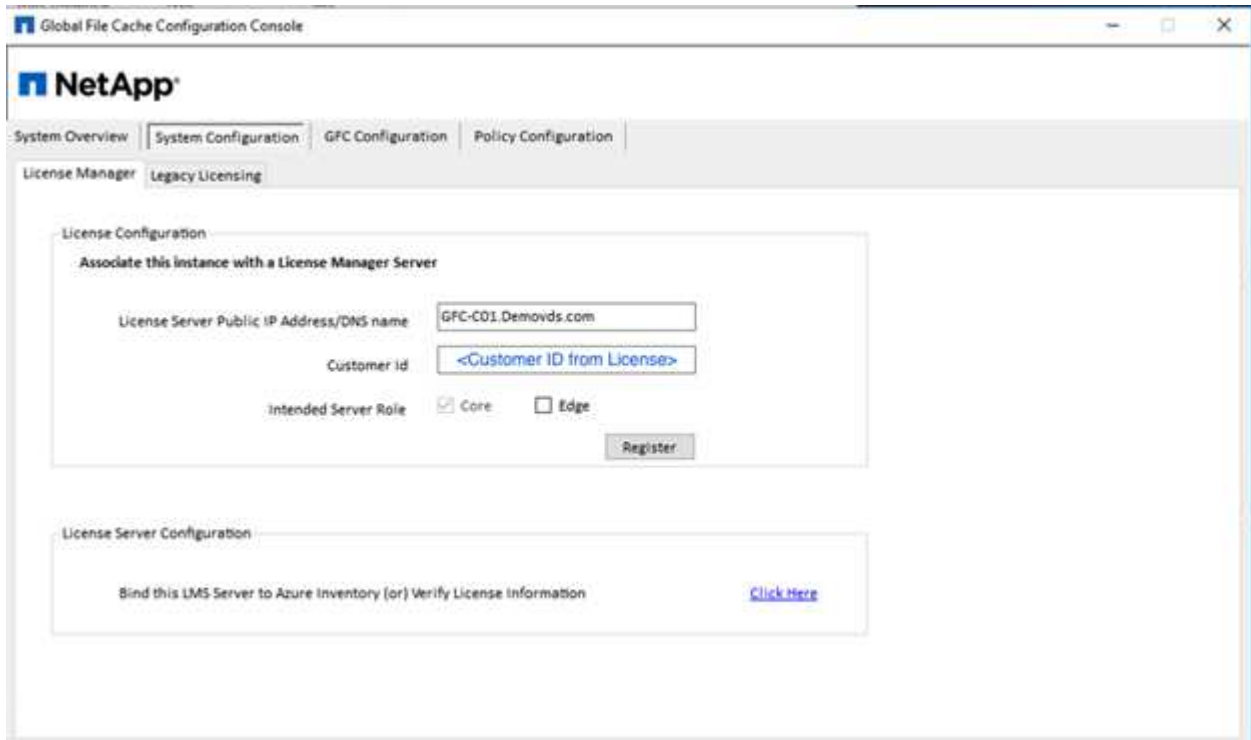 Global File Cache Configuration Console
NetApp
System Overview System Configuration GFC Configuration Policy Configuration
License Manager Legacy Licensing
License Configuration
Associate this instance with a License Manager Server
License Server Public IP Address/DNS name GFC-C01.Demovds.com
Customer Id <Customer ID from License>
Intended Server Role Core Edge
Register
License Server Configuration
Bind this LMS Server to Azure Inventory (or) Verify License Information Click Here